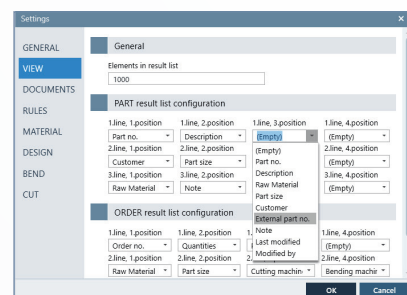 Settings ×
GENERAL
VIEW
DOCUMENTS
RULES
MATERIAL
DESIGN
BEND
CUT
General
Elements in result list
1000
PART result list configuration
1.line, 1.position 1.line, 2.position 1.line, 3.position 1.line, 4.position
Part no. Description (Empty) (Empty)
2.line, 1.position 2.line, 2.position 2.line, 4.position
Customer Part size (Empty)
3.line, 1.position 3.line, 2.position 3.line, 4.position
Raw Material Note (Empty)
(Empty)
Part no.
Description
Raw Material
Part size
Customer
External part no.
Note
Last modified
Modified by
ORDER result list configuration
1.line, 1.position 1.line, 2.position 1.line, 4.position
Order no. Quantities (Empty)
2.line, 1.position 2.line, 2.position 2.line, 4.position
Raw Material Part size Cutting machin Bending machir
OK Cancel